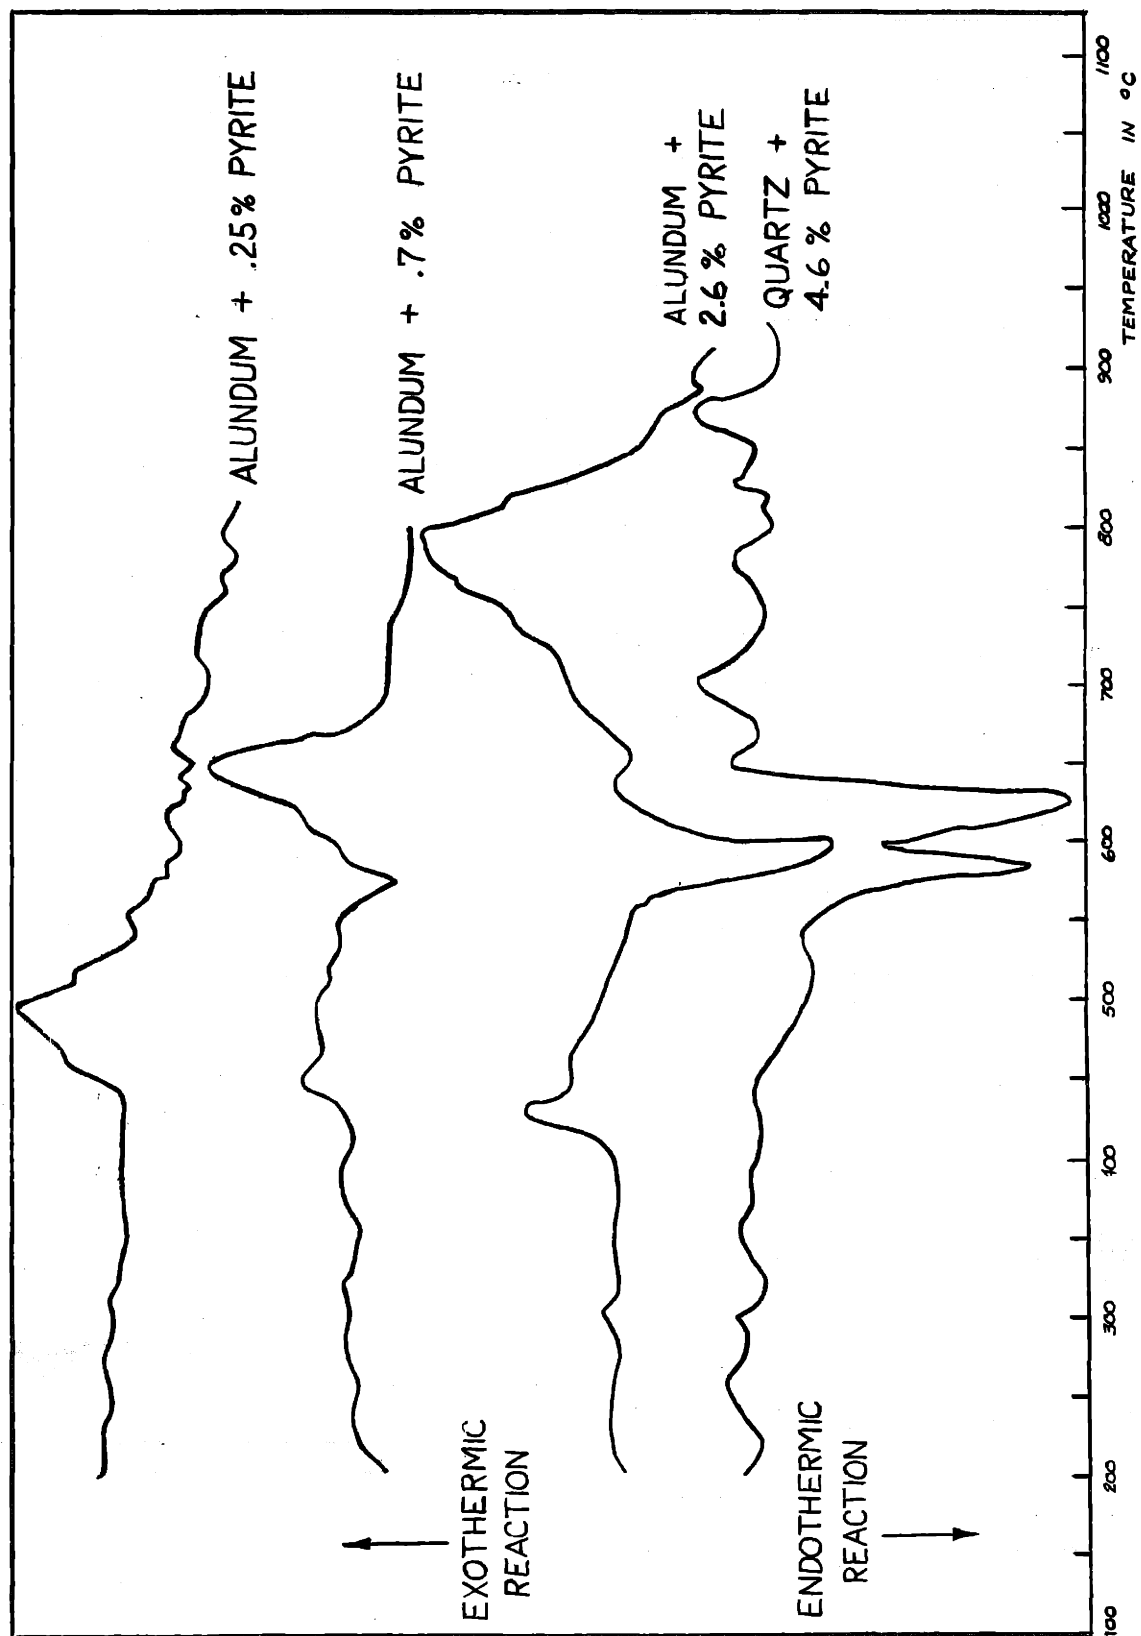 ALUNDUM + .25% PYRITE
ALUNDUM + .7% PYRITE
ALUNDUM +
2.6 % PYRITE
QUARTZ +
4.6 % PYRITE
EXOTHERMIC
REACTION
ENDOTHERMIC
REACTION
100 200 300 400 500 600 700 800 900 1000 1100
TEMPERATURE IN °C